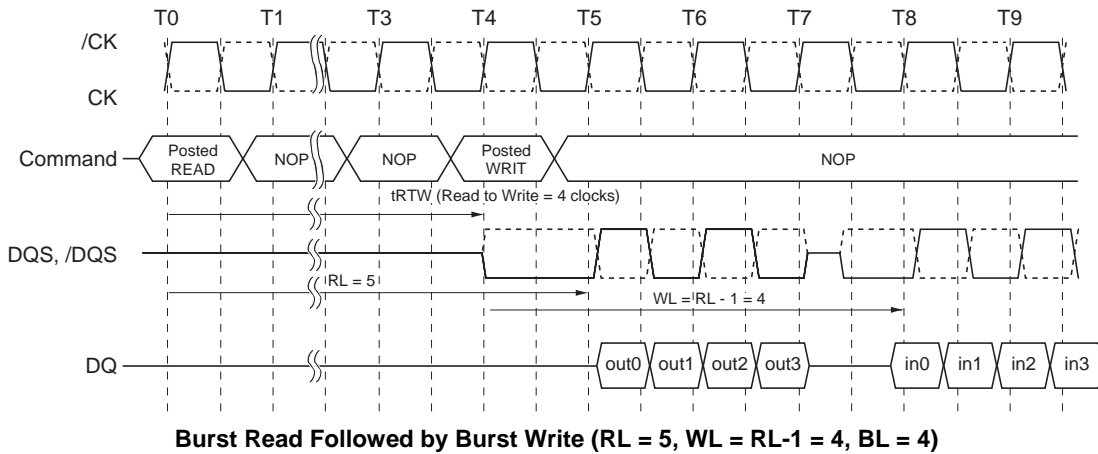 T0 T1 T3 T4 T5 T6 T7 T8 T9
/CK
CK
Command
Posted
READ
NOP
NOP
Posted
WRIT
NOP
tRTW (Read to Write = 4 clocks)
DQS, /DQS
RL = 5
WL = RL - 1 = 4
DQ
out0 out1 out2 out3 in0 in1 in2 in3
Burst Read Followed by Burst Write (RL = 5, WL = RL-1 = 4, BL = 4)